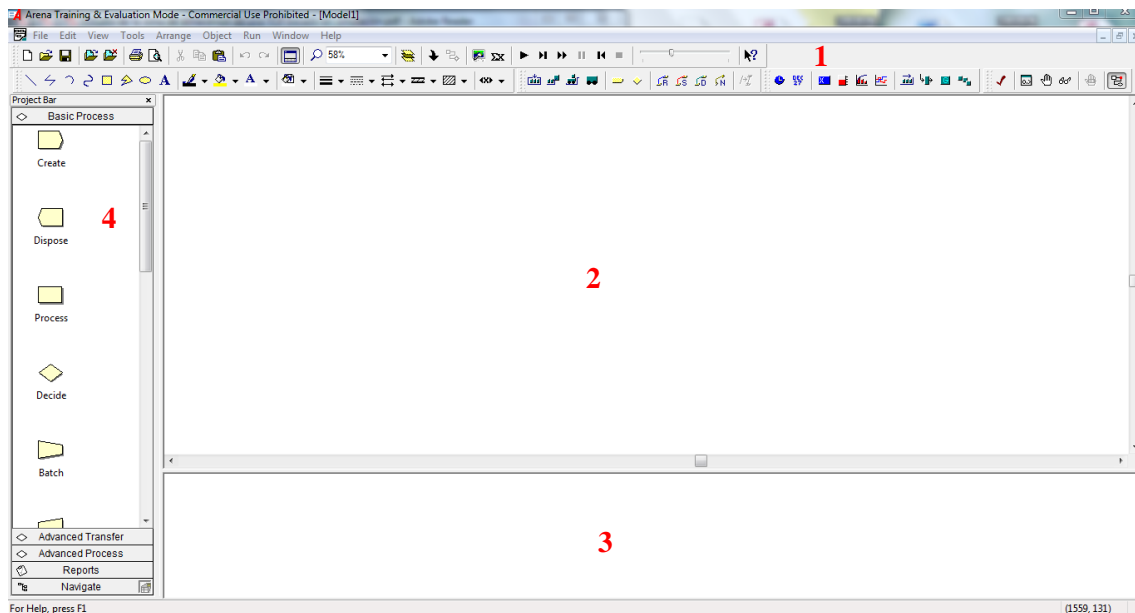 Arena Training & Evaluation Mode - Commercial Use Prohibited - [Model1]
File Edit View Tools Arrange Object Run Window Help
58%
1
Project Bar
Basic Process
Create
4
Dispose
2
Process
Decide
Batch
3
Advanced Transfer
Advanced Process
Reports
Navigate
For Help, press F1 (1559, 131)